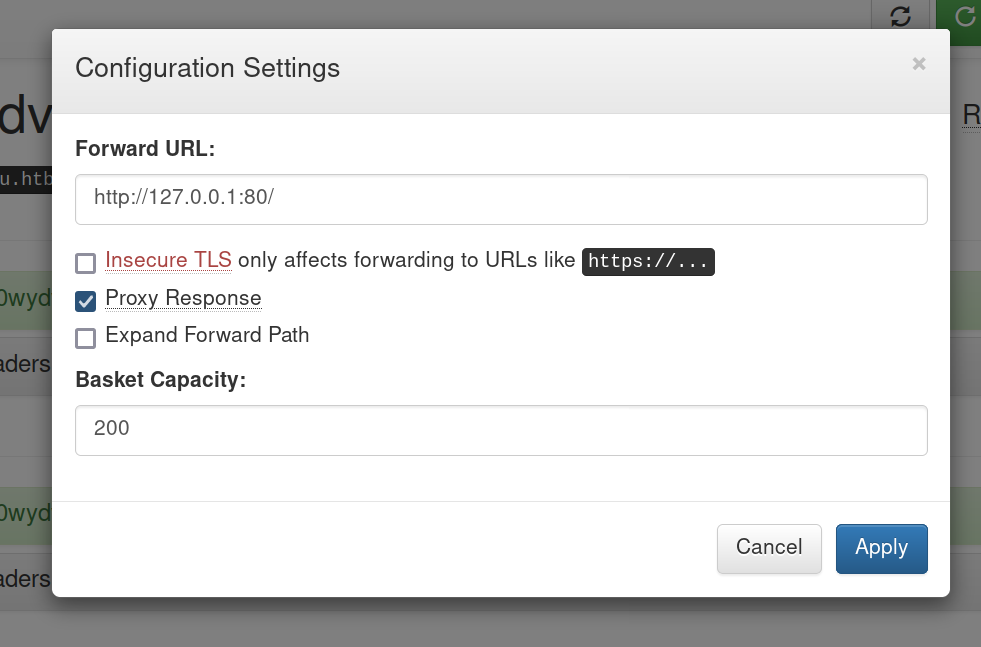 Configuration Settings
×
dv
R
u.htb
Forward URL:
http://127.0.0.1:80/
Insecure TLS only affects forwarding to URLs like https://...
0wyd
Proxy Response
Expand Forward Path
aders
Basket Capacity:
200
0wyd
Cancel
Apply
aders